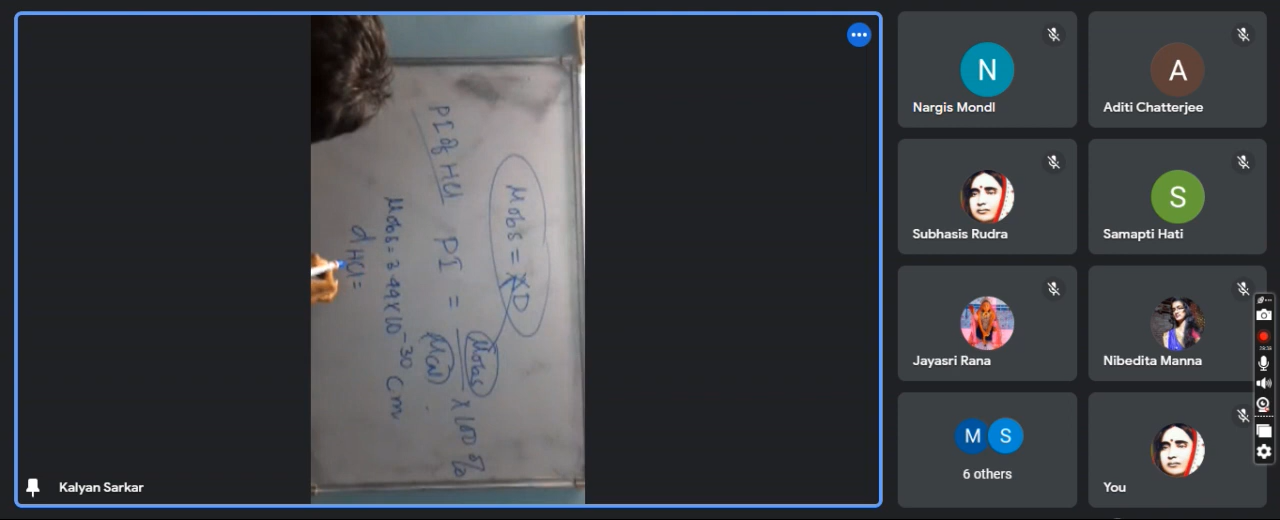 μobs = XD
PI of HCl PI = μobs / μcal × 100 %
μobs = 3.44×10⁻³⁰ Cm
dHCl =
Kalyan Sarkar
N
Nargis Mondl
A
Aditi Chatterjee
Subhasis Rudra
S
Samapti Hati
Jayasri Rana
Nibedita Manna
M S
6 others
You